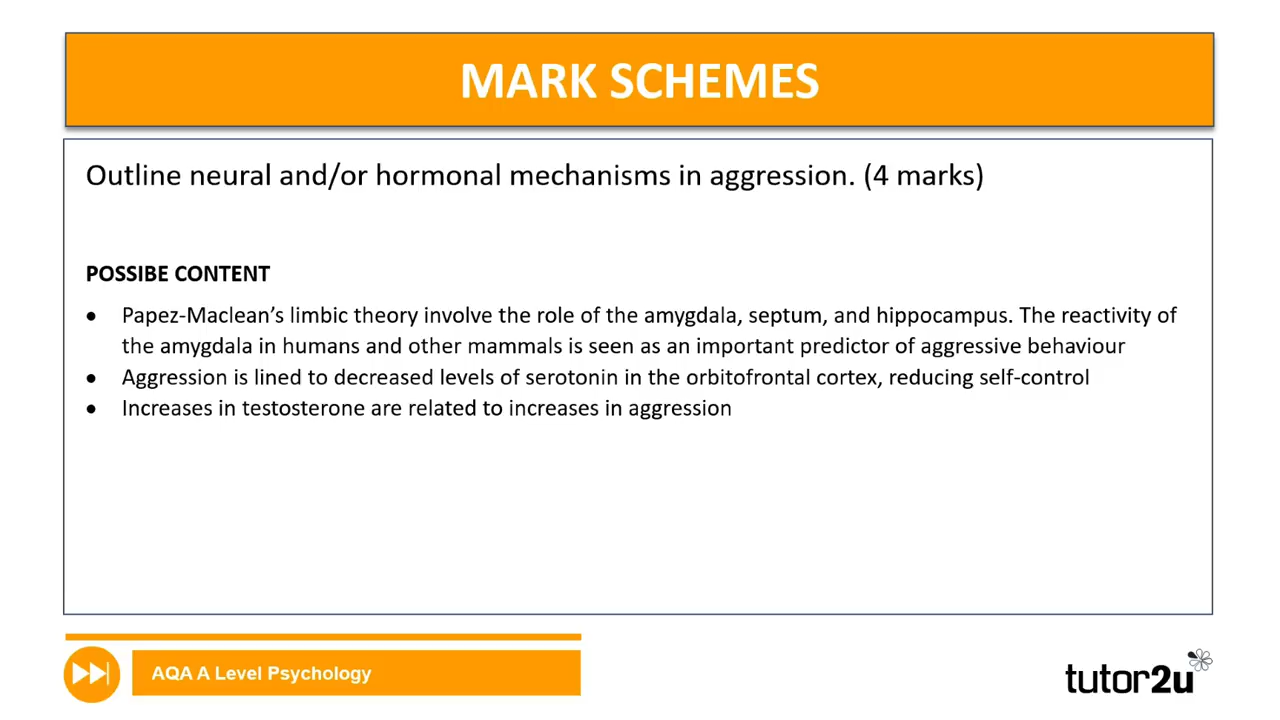 MARK SCHEMES
Outline neural and/or hormonal mechanisms in aggression. (4 marks)
POSSIBE CONTENT
• Papez-Maclean's limbic theory involve the role of the amygdala, septum, and hippocampus. The reactivity of
the amygdala in humans and other mammals is seen as an important predictor of aggressive behaviour
• Aggression is lined to decreased levels of serotonin in the orbitofrontal cortex, reducing self-control
• Increases in testosterone are related to increases in aggression
AQA A Level Psychology
tutor2u